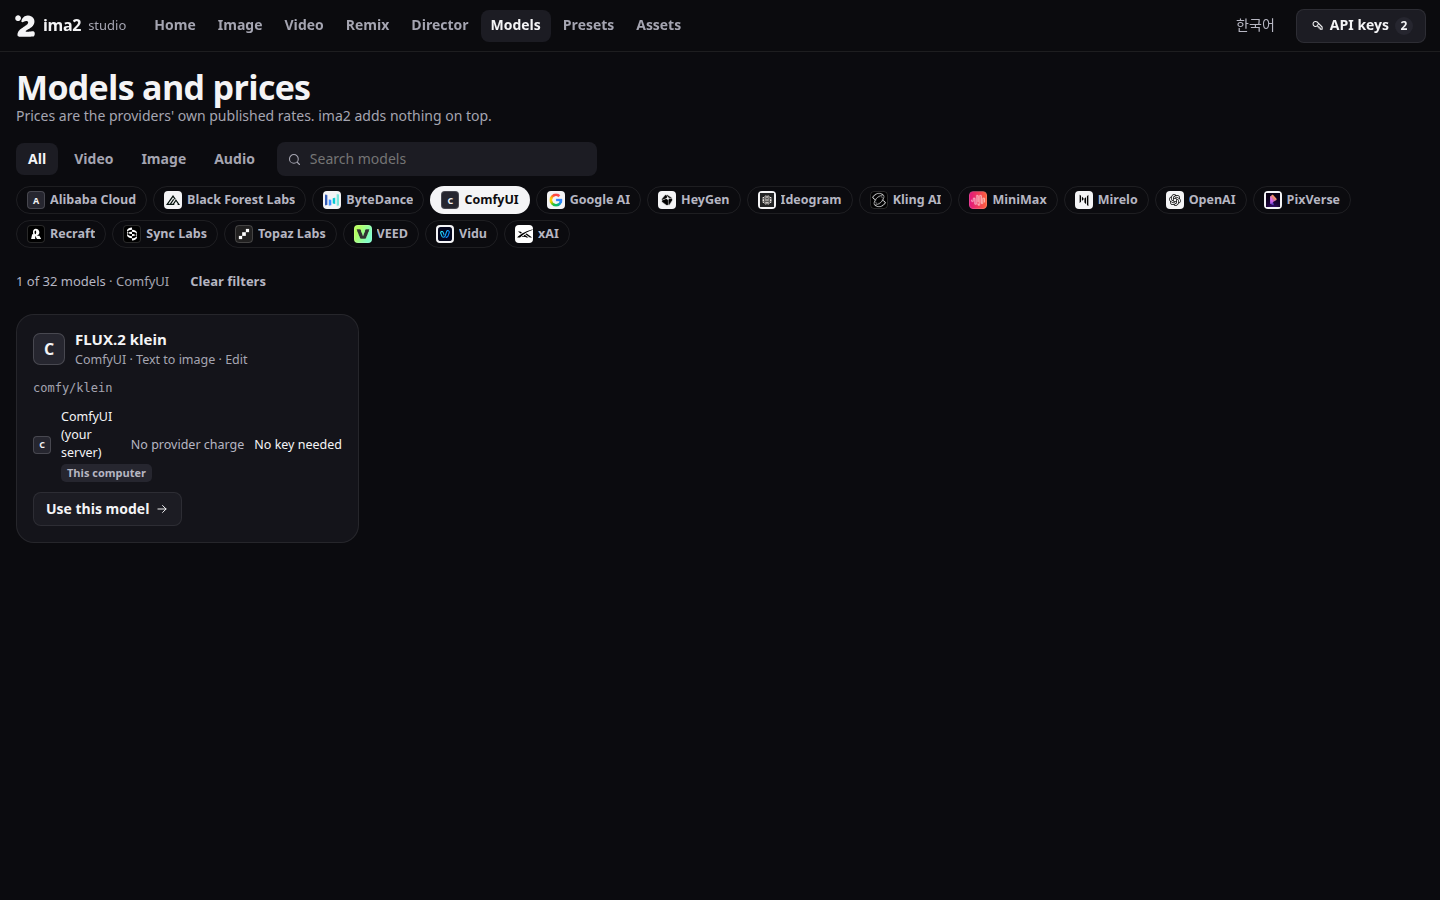 ima2 studio Home Image Video Remix Director Models Presets Assets 한국어 API keys 2
Models and prices
Prices are the providers' own published rates. ima2 adds nothing on top.
All Video Image Audio Search models
A Alibaba Cloud Black Forest Labs ByteDance C ComfyUI Google AI HeyGen Ideogram Kling AI MiniMax Mirelo OpenAI PixVerse
Recraft Sync Labs Topaz Labs VEED Vidu xAI
1 of 32 models · ComfyUI Clear filters
C FLUX.2 klein
ComfyUI · Text to image · Edit
comfy/klein
ComfyUI
(your
C server) No provider charge No key needed
This computer
Use this model →